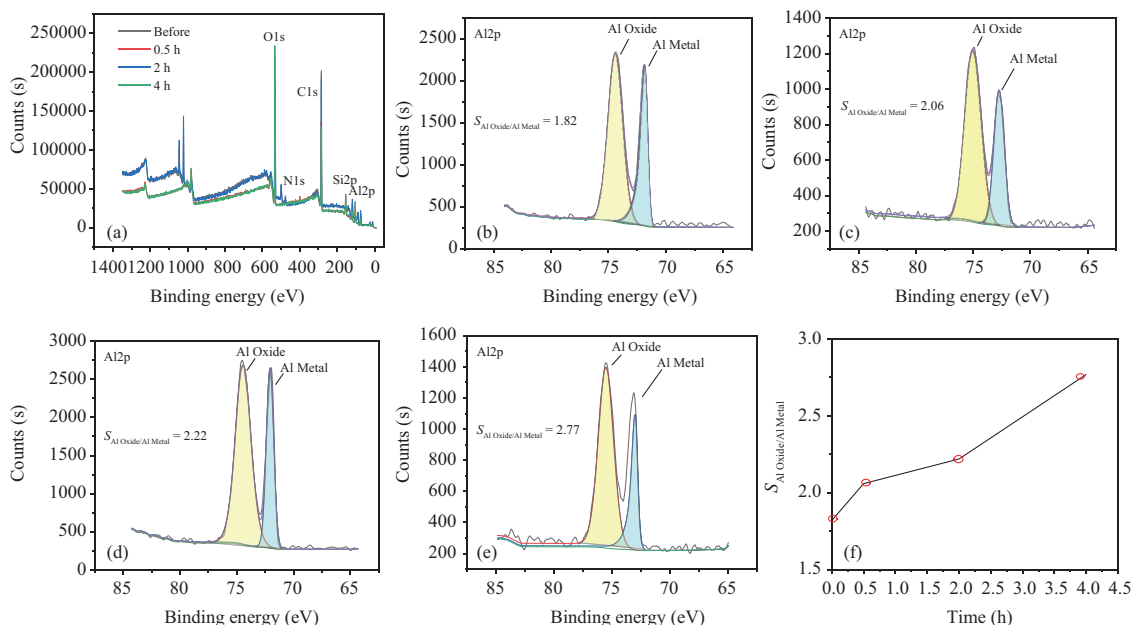 Before
0.5 h
2 h
4 h
O1s
C1s
N1s
Si2p
Al2p
250000
200000
150000
100000
50000
0
Counts (s)
(a)
1400
1200
1000
800
600
400
200
0
Binding energy (eV)
Al2p
Al Oxide
Al Metal
S Al Oxide/Al Metal = 1.82
2500
2000
1500
1000
500
0
Counts (s)
(b)
85
80
75
70
65
Binding energy (eV)
Al2p
Al Oxide
Al Metal
S Al Oxide/Al Metal = 2.06
1400
1200
1000
800
600
400
200
Counts (s)
(c)
85
80
75
70
65
Binding energy (eV)
Al2p
Al Oxide
Al Metal
S Al Oxide/Al Metal = 2.22
3000
2500
2000
1500
1000
500
0
Counts (s)
(d)
85
80
75
70
65
Binding energy (eV)
Al2p
Al Oxide
Al Metal
S Al Oxide/Al Metal = 2.77
1600
1400
1200
1000
800
600
400
200
Counts (s)
(e)
85
80
75
70
65
Binding energy (eV)
3.0
2.5
2.0
1.5
S Al Oxide/Al Metal
(f)
0.0
0.5
1.0
1.5
2.0
2.5
3.0
3.5
4.0
4.5
Time (h)